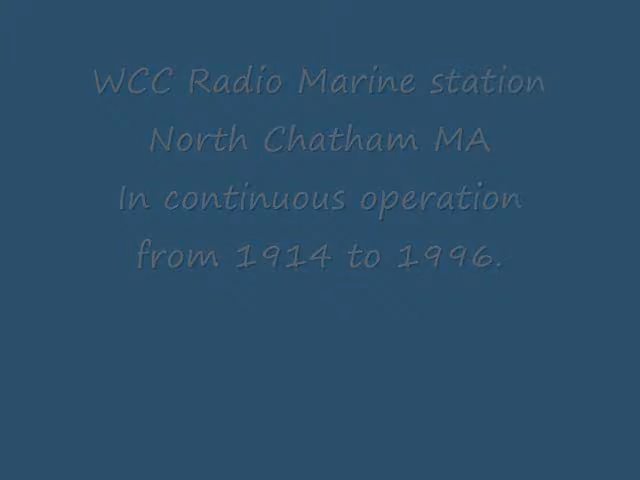 WCC Radio Marine station
North Chatham MA
In continuous operation
from 1914 to 1996.